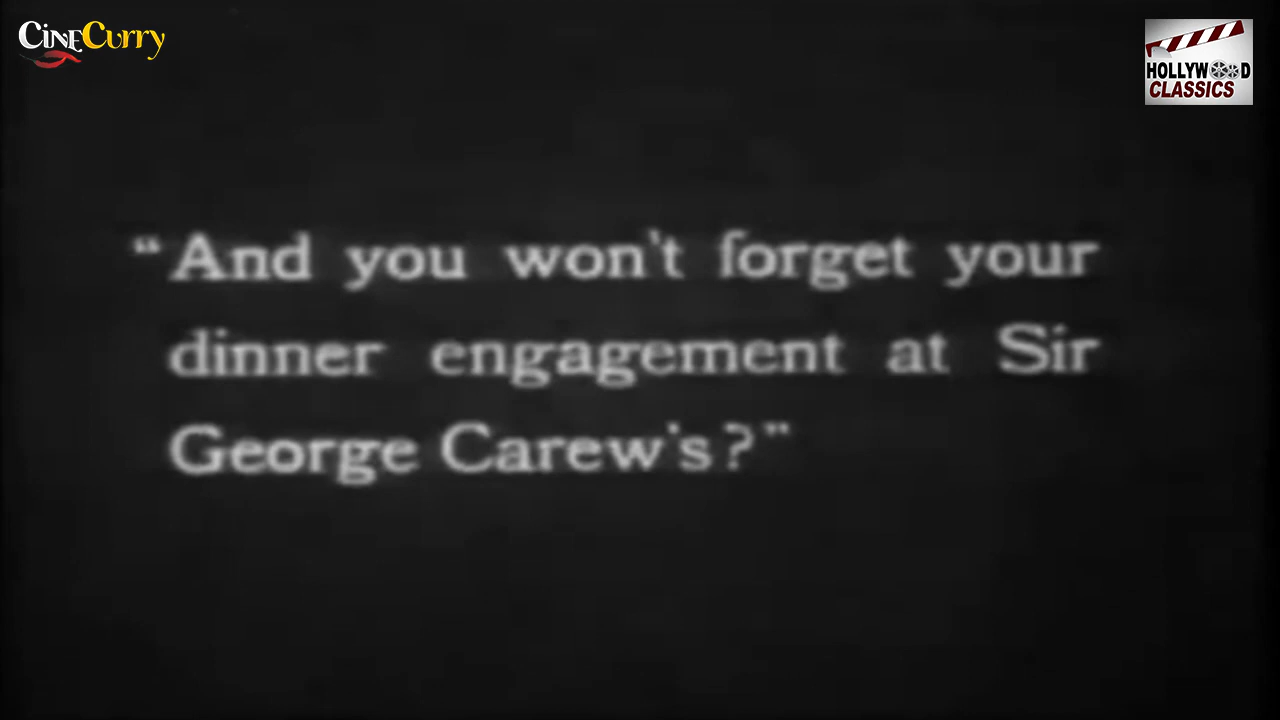 CINECURRY
HOLLYWOOD
CLASSICS
“And you won't forget your
dinner engagement at Sir
George Carew's?”